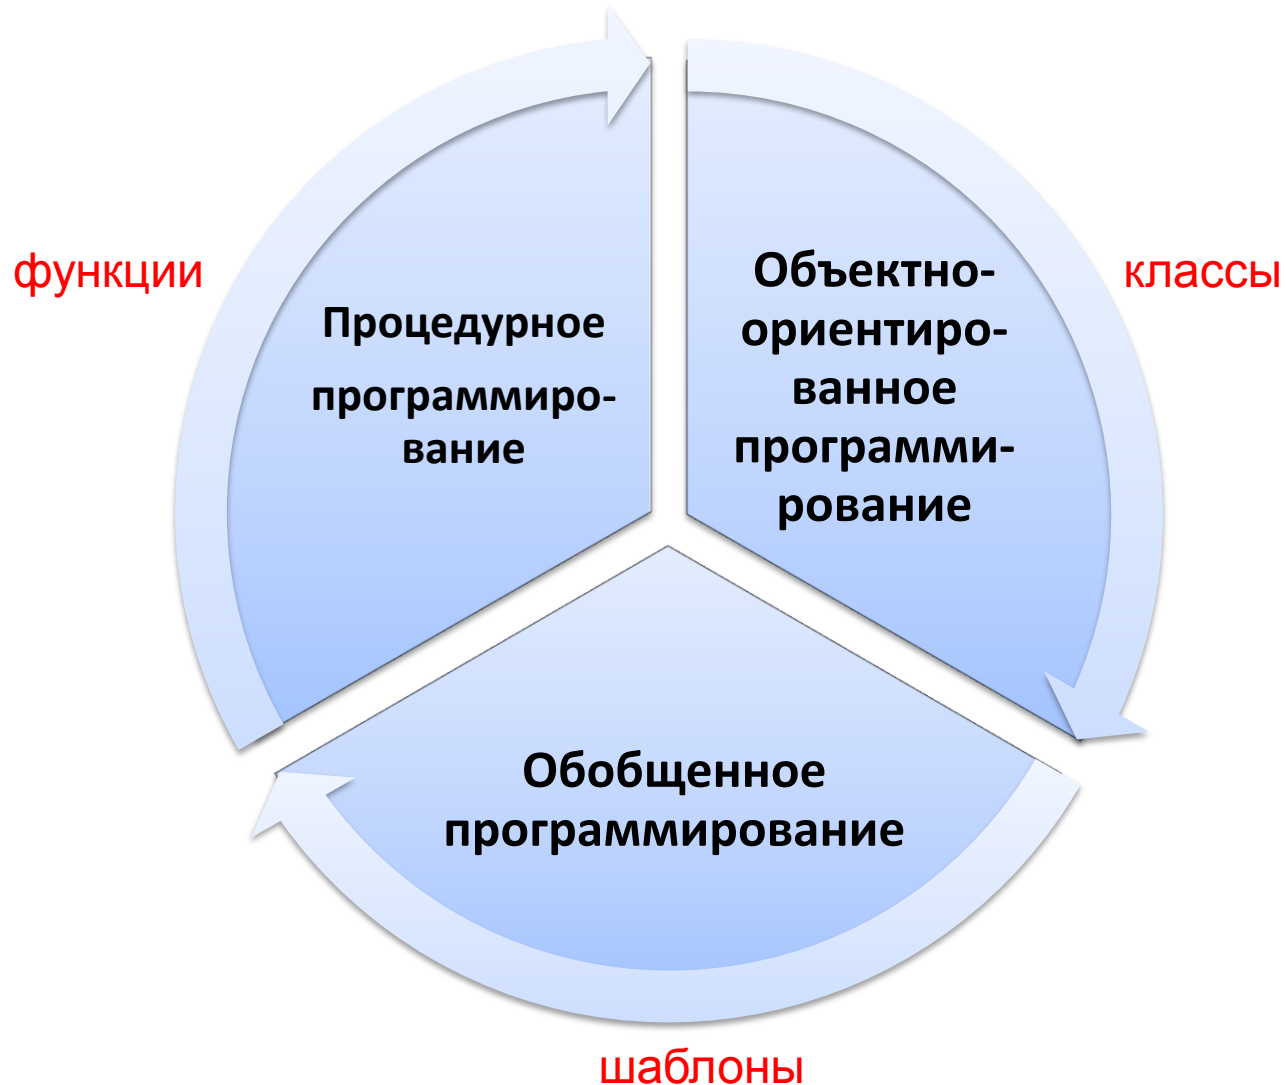 функции
Процедурное
программиро-
вание
Объектно-
ориентиро-
ванное
программи-
рование
классы
Обобщенное
программирование
шаблоны